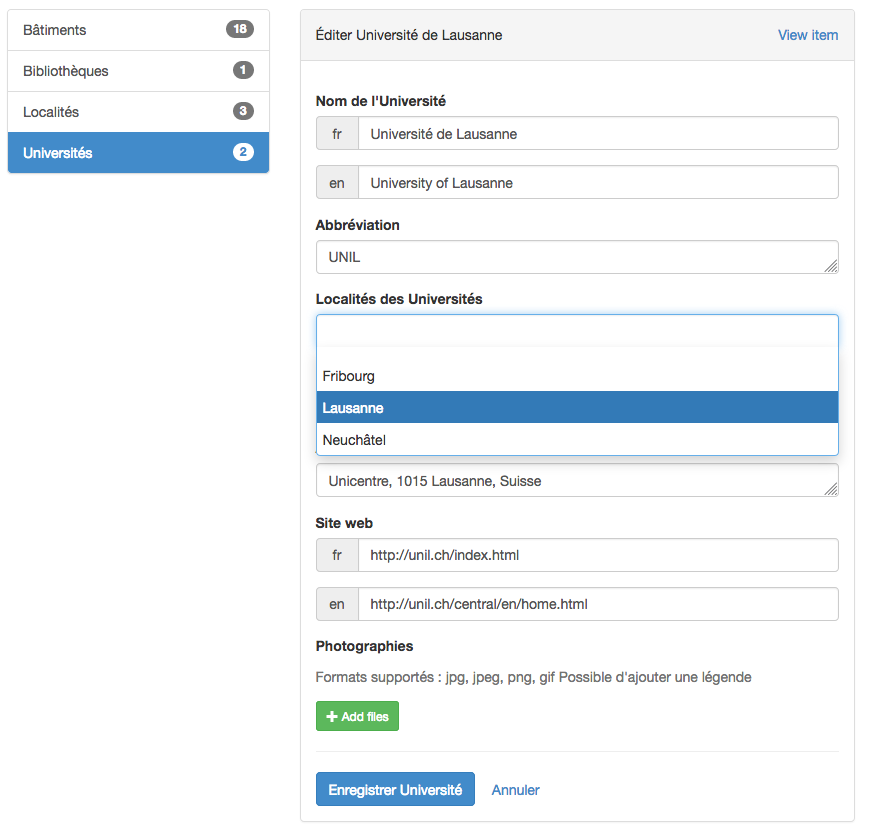 Bâtiments 18
Bibliothèques 1
Localités 3
Universités 2
Éditer Université de Lausanne View item
Nom de l'Université
fr Université de Lausanne
en University of Lausanne
Abbréviation
UNIL
Localités des Universités
Fribourg
Lausanne
Neuchâtel
Unicentre, 1015 Lausanne, Suisse
Site web
fr http://unil.ch/index.html
en http://unil.ch/central/en/home.html
Photographies
Formats supportés : jpg, jpeg, png, gif Possible d'ajouter une légende
Add files
Enregistrer Université Annuler